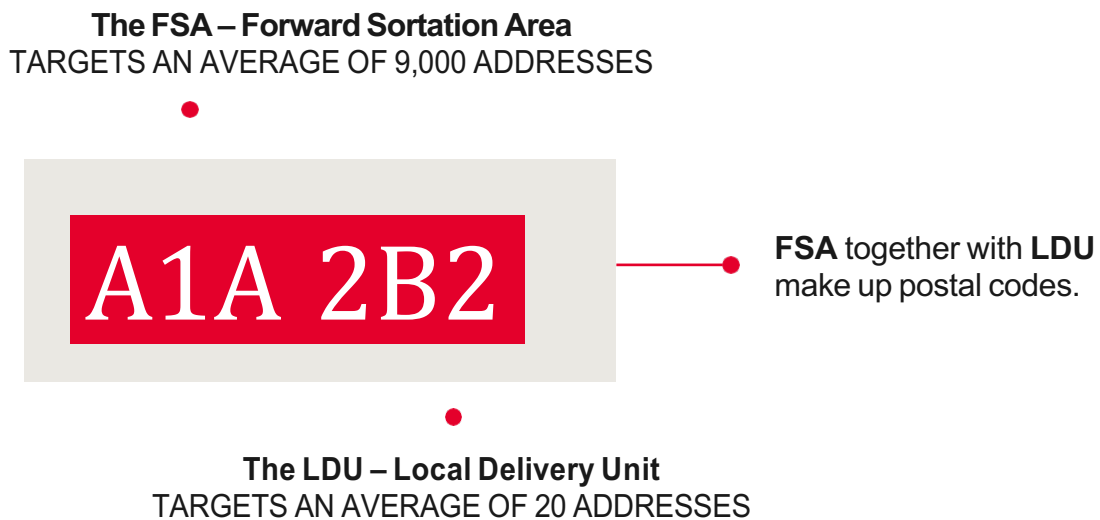 The FSA – Forward Sortation Area
TARGETS AN AVERAGE OF 9,000 ADDRESSES
A1A 2B2
FSA together with LDU
make up postal codes.
The LDU – Local Delivery Unit
TARGETS AN AVERAGE OF 20 ADDRESSES